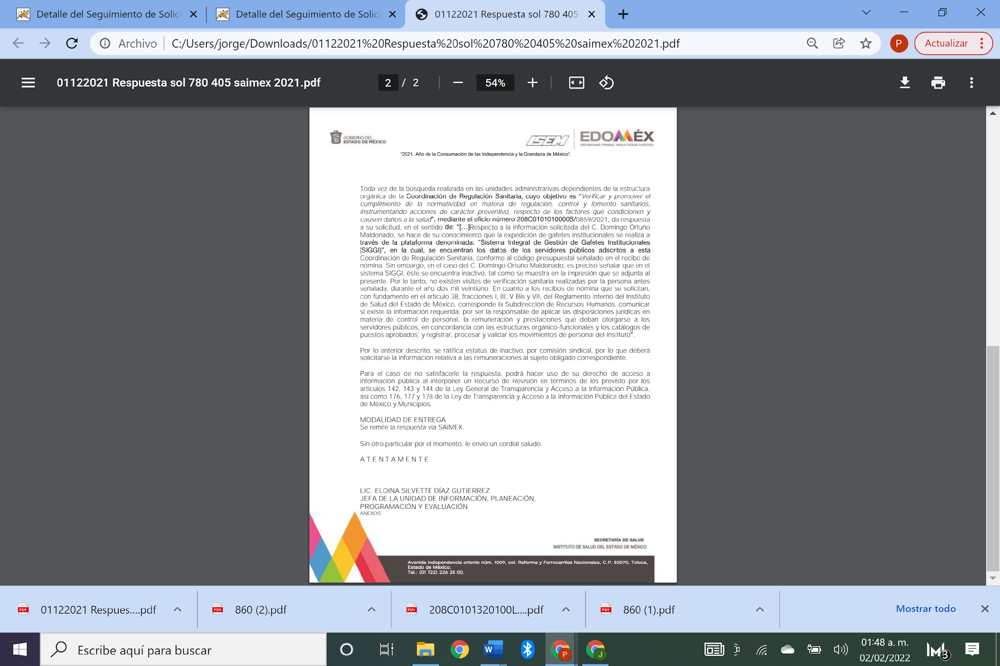 Detalle del Seguimiento de Solici
Detalle del Seguimiento de Solici
01122021 Respuesta sol 780 405
Archivo
C:/Users/jorge/Downloads/01122021%20Respuesta%20sol%20780%20405%20saimex%202021.pdf
P
Actualizar
01122021 Respuesta sol 780 405 saimex 2021.pdf
2 / 2
54%
GOBIERNO DEL
ESTADO DE MÉXICO
ISEM
EDOMÉX
DECISIONES FIRMES, RESULTADOS FUERTES.
“2021. Año de la Consumación de las Independencia y la Grandeza de México”.
Toda vez de la búsqueda realizada en las unidades administrativas dependientes de la estructura
orgánica de la Coordinación de Regulación Sanitaria, cuyo objetivo es “Verificar y promover el
cumplimiento de la normatividad en materia de regulación, control y fomento sanitarios,
instrumentando acciones de carácter preventivo, respecto de los factores que condicionen y
causen daños a la salud”, mediante el oficio número 208C0101010000S/0859/2021, da respuesta
a su solicitud, en el sentido de: “[…]Respecto a la información solicitada del C. Domingo Ortuño
Maldonado, se hace de su conocimiento que la expedición de gafetes institucionales se realiza a
través de la plataforma denominada: “Sistema Integral de Gestión de Gafetes Institucionales
(SIGGI)”, en la cual, se encuentran los datos de los servidores públicos adscritos a esta
Coordinación de Regulación Sanitaria, conforme al código presupuestal señalado en el recibo de
nómina. Sin embargo, en el caso del C. Domingo Ortuño Maldonado, es preciso señalar que en el
sistema SIGGI, éste se encuentra inactivo, tal como se muestra en la impresión que se adjunta al
presente. Por lo tanto, no existen visitas de verificación sanitaria realizadas por la persona antes
señalada, durante el año dos mil veintiuno. En cuanto a los recibos de nómina que se solicitan,
con fundamento en el artículo 38, fracciones I, III, V Bis y VII, del Reglamento Interno del Instituto
de Salud del Estado de México, corresponde la Subdirección de Recursos Humanos, comunicar
si existe la información requerida; por ser la responsable de aplicar las disposiciones jurídicas en
materia de control de personal, la remuneración y prestaciones que deban otorgarse a los
servidores públicos, en concordancia con las estructuras orgánico-funcionales y los catálogos de
puestos aprobados; y registrar, procesar y validar los movimientos de personal del Instituto”.
Por lo anterior descrito, se ratifica estatus de inactivo, por comisión sindical, por lo que deberá
solicitarse la información relativa a las remuneraciones al sujeto obligado correspondiente.
Para el caso de no satisfacerle la respuesta, podrá hacer uso de su derecho de acceso a
información pública al interponer un Recurso de Revisión en términos de los previsto por los
artículos 142, 143 y 144 de la Ley General de Transparencia y Acceso a la Información Pública,
así como 176, 177 y 178 de la Ley de Transparencia y Acceso a la Información Pública del Estado
de México y Municipios.
MODALIDAD DE ENTREGA
Se remite la respuesta vía SAIMEX.
Sin otro particular por el momento, le envío un cordial saludo.
A T E N T A M E N T E
LIC. ELOINA SILVETTE DÍAZ GUTIERREZ
JEFA DE LA UNIDAD DE INFORMACIÓN, PLANEACIÓN,
PROGRAMACIÓN Y EVALUACIÓN
ANEXOS:
SECRETARÍA DE SALUD
INSTITUTO DE SALUD DEL ESTADO DE MÉXICO
Avenida Independencia oriente núm. 1009, col. Reforma y Ferrocarriles Nacionales, C.P. 50070, Toluca,
Estado de México.
Tel.: (01 722) 226 25 00.
01122021 Respues....pdf
860 (2).pdf
208C0101320100L....pdf
860 (1).pdf
Mostrar todo
Escribe aquí para buscar
01:48 a. m.
02/02/2022
3